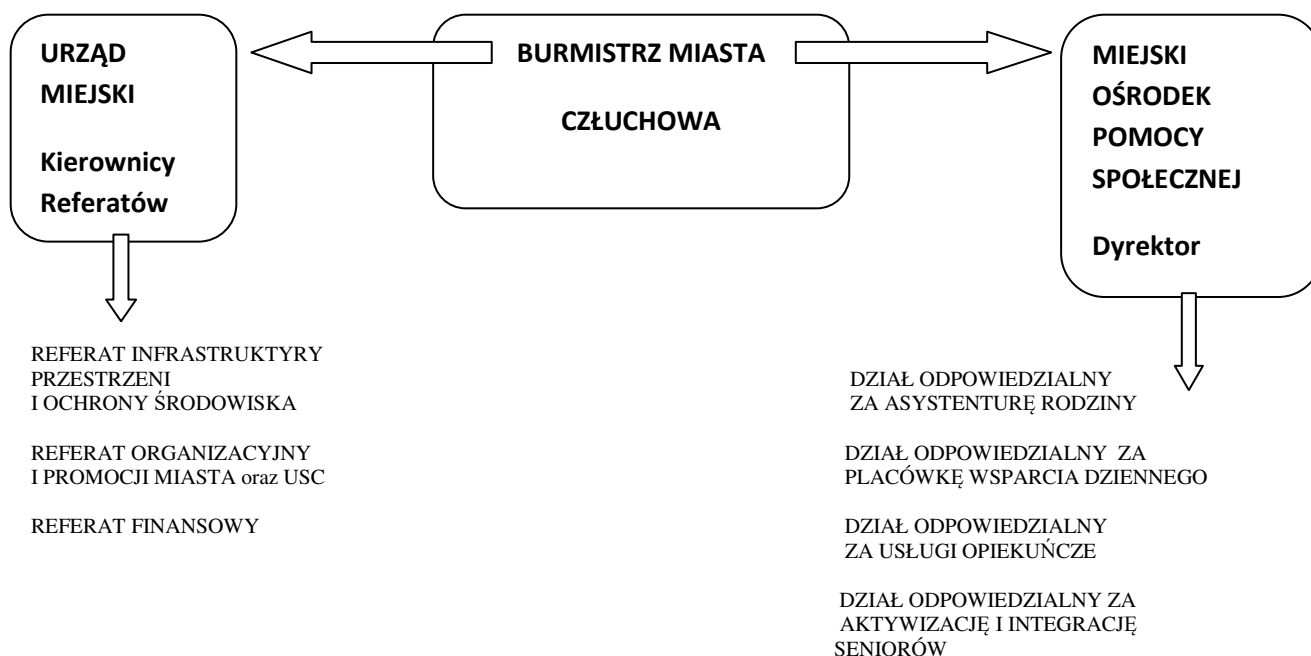 URZĄD
MIEJSKI
Kierownicy
Referatów
BURMISTRZ MIASTA
CZŁUCHOWA
MIEJSKI
OŚRODEK
POMOCY
SPOŁECZNEJ
Dyrektor
REFERAT INFRASTRUKTYRY
PRZESTRZENI
I OCHRONY ŚRODOWISKA
REFERAT ORGANIZACYJNY
I PROMOCJI MIASTA oraz USC
REFERAT FINANSOWY
DZIAŁ ODPOWIEDZIALNY
ZA ASYSTENTURĘ RODZINY
DZIAŁ ODPOWIEDZIALNY ZA
PLACÓWKĘ WSPARCIA DZIENNEGO
DZIAŁ ODPOWIEDZIALNY
ZA USŁUGI OPIEKUŃCZE
DZIAŁ ODPOWIEDZIALNY ZA
AKTYWIZACJĘ I INTEGRACJĘ
SENIORÓW